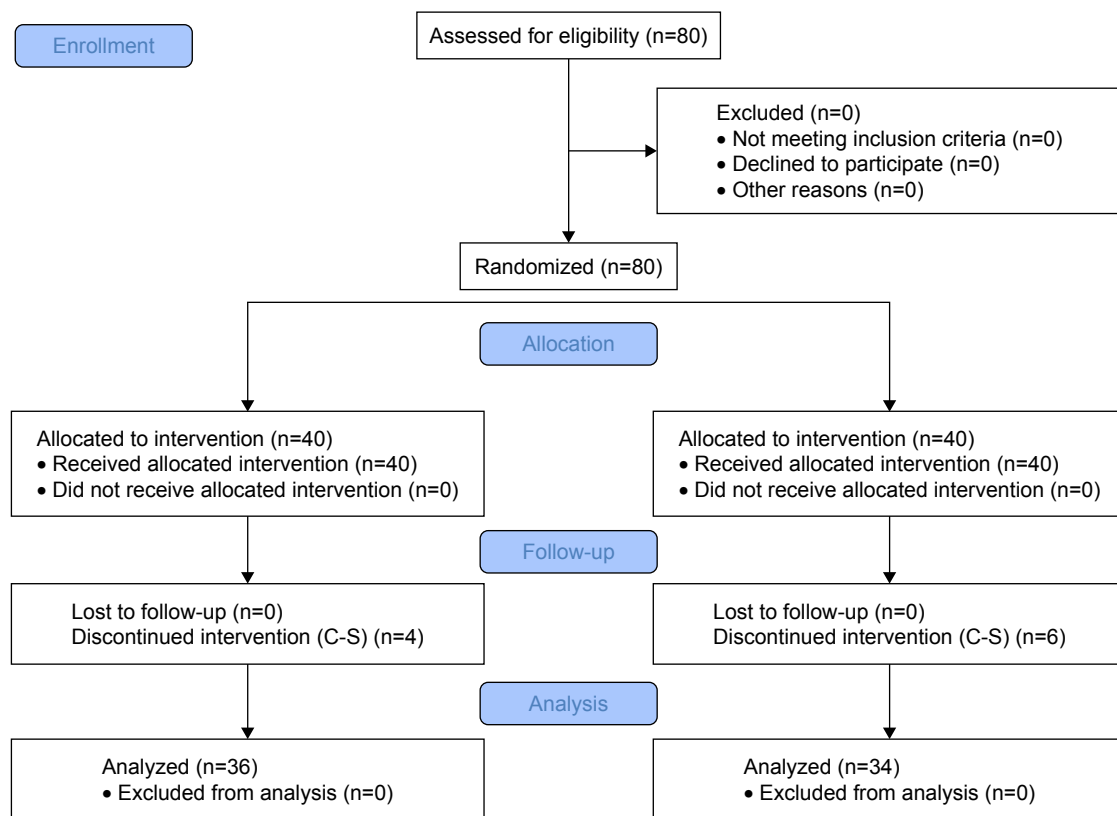 Enrollment
Assessed for eligibility (n=80)
Excluded (n=0)
• Not meeting inclusion criteria (n=0)
• Declined to participate (n=0)
• Other reasons (n=0)
Randomized (n=80)
Allocation
Allocated to intervention (n=40)
• Received allocated intervention (n=40)
• Did not receive allocated intervention (n=0)
Allocated to intervention (n=40)
• Received allocated intervention (n=40)
• Did not receive allocated intervention (n=0)
Follow-up
Lost to follow-up (n=0)
Discontinued intervention (C-S) (n=4)
Lost to follow-up (n=0)
Discontinued intervention (C-S) (n=6)
Analysis
Analyzed (n=36)
• Excluded from analysis (n=0)
Analyzed (n=34)
• Excluded from analysis (n=0)